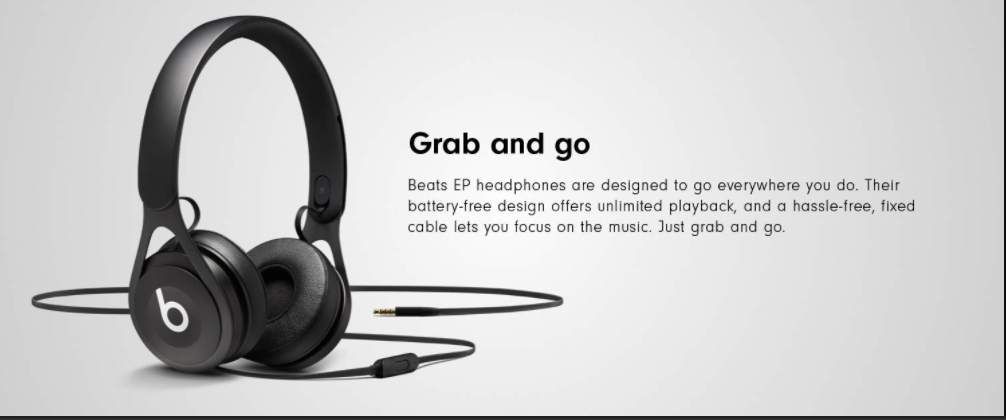 Grab and go
Beats EP headphones are designed to go everywhere you do. Their
battery-free design offers unlimited playback, and a hassle-free, fixed
cable lets you focus on the music. Just grab and go.
b